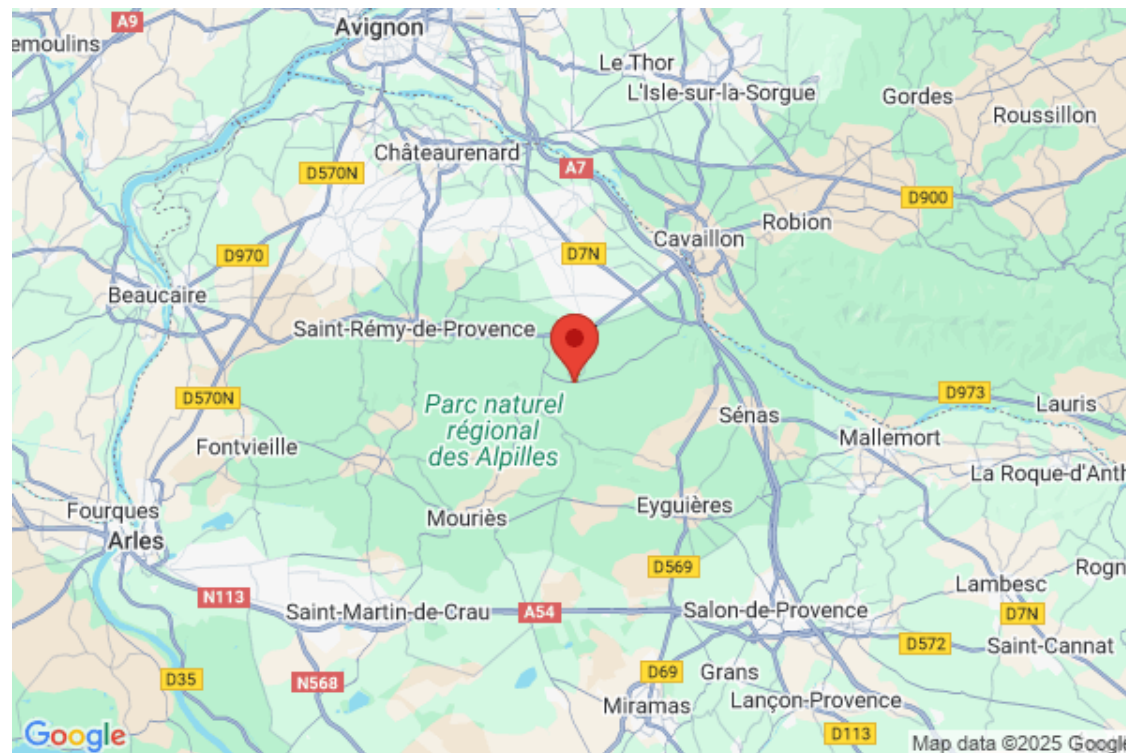 A9
Avignon
emoulins
Le Thor
L'Isle-sur-la-Sorgue
Gordes
Roussillon
Châteaurenard
A7
D570N
D900
Robion
Cavaillon
D970
D7N
Beaucaire
Saint-Rémy-de-Provence
D570N
Parc naturel
régional
des Alpilles
D973
Lauris
Sénas
Mallemort
Fontvieille
La Roque-d'Anth
Fourques
Arles
Mouriès
Eyguières
D569
Rogn
Lambesc
N113
Saint-Martin-de-Crau
A54
Salon-de-Provence
D7N
D572
Saint-Cannat
D35
N568
D69
Grans
Lançon-Provence
Miramas
D113
Google
Map data ©2025 Google